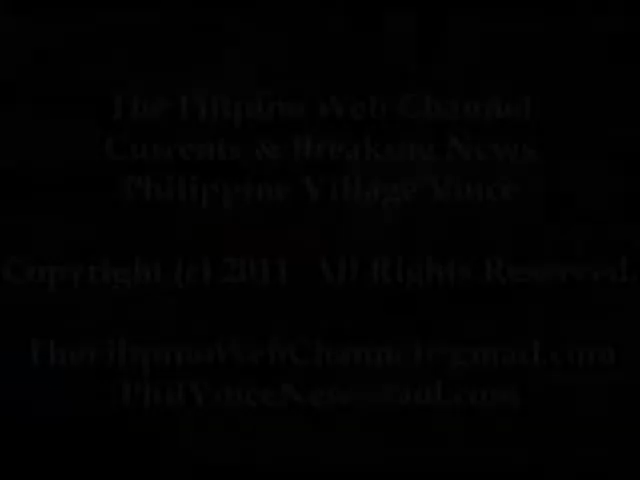 The Filipino Web Channel
Currents & Breaking News
Philippine Village Voice
Copyright (c) 2011 All Rights Reserved
TheFilipinoWebChannel@gmail.com